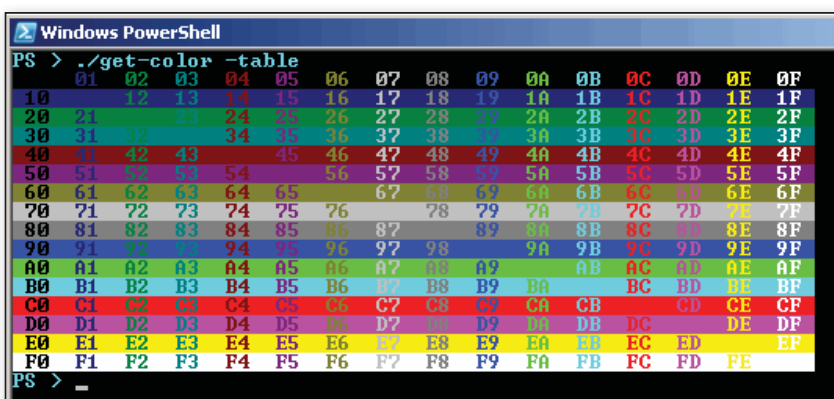 Windows PowerShell
PS > ./get-color -table
01 02 03 04 05 06 07 08 09 0A 0B 0C 0D 0E 0F
10 12 13 14 15 16 17 18 19 1A 1B 1C 1D 1E 1F
20 21 23 24 25 26 27 28 29 2A 2B 2C 2D 2E 2F
30 31 32 34 35 36 37 38 39 3A 3B 3C 3D 3E 3F
40 41 42 43 45 46 47 48 49 4A 4B 4C 4D 4E 4F
50 51 52 53 54 56 57 58 59 5A 5B 5C 5D 5E 5F
60 61 62 63 64 65 67 68 69 6A 6B 6C 6D 6E 6F
70 71 72 73 74 75 76 78 79 7A 7B 7C 7D 7E 7F
80 81 82 83 84 85 86 87 89 8A 8B 8C 8D 8E 8F
90 91 92 93 94 95 96 97 98 9A 9B 9C 9D 9E 9F
A0 A1 A2 A3 A4 A5 A6 A7 A8 A9 AB AC AD AE AF
B0 B1 B2 B3 B4 B5 B6 B7 B8 B9 BA BC BD BE BF
C0 C1 C2 C3 C4 C5 C6 C7 C8 C9 CA CB CD CE CF
D0 D1 D2 D3 D4 D5 D6 D7 D8 D9 DA DB DC DE DF
E0 E1 E2 E3 E4 E5 E6 E7 E8 E9 EA EB EC ED EF
F0 F1 F2 F3 F4 F5 F6 F7 F8 F9 FA FB FC FD FE
PS > _